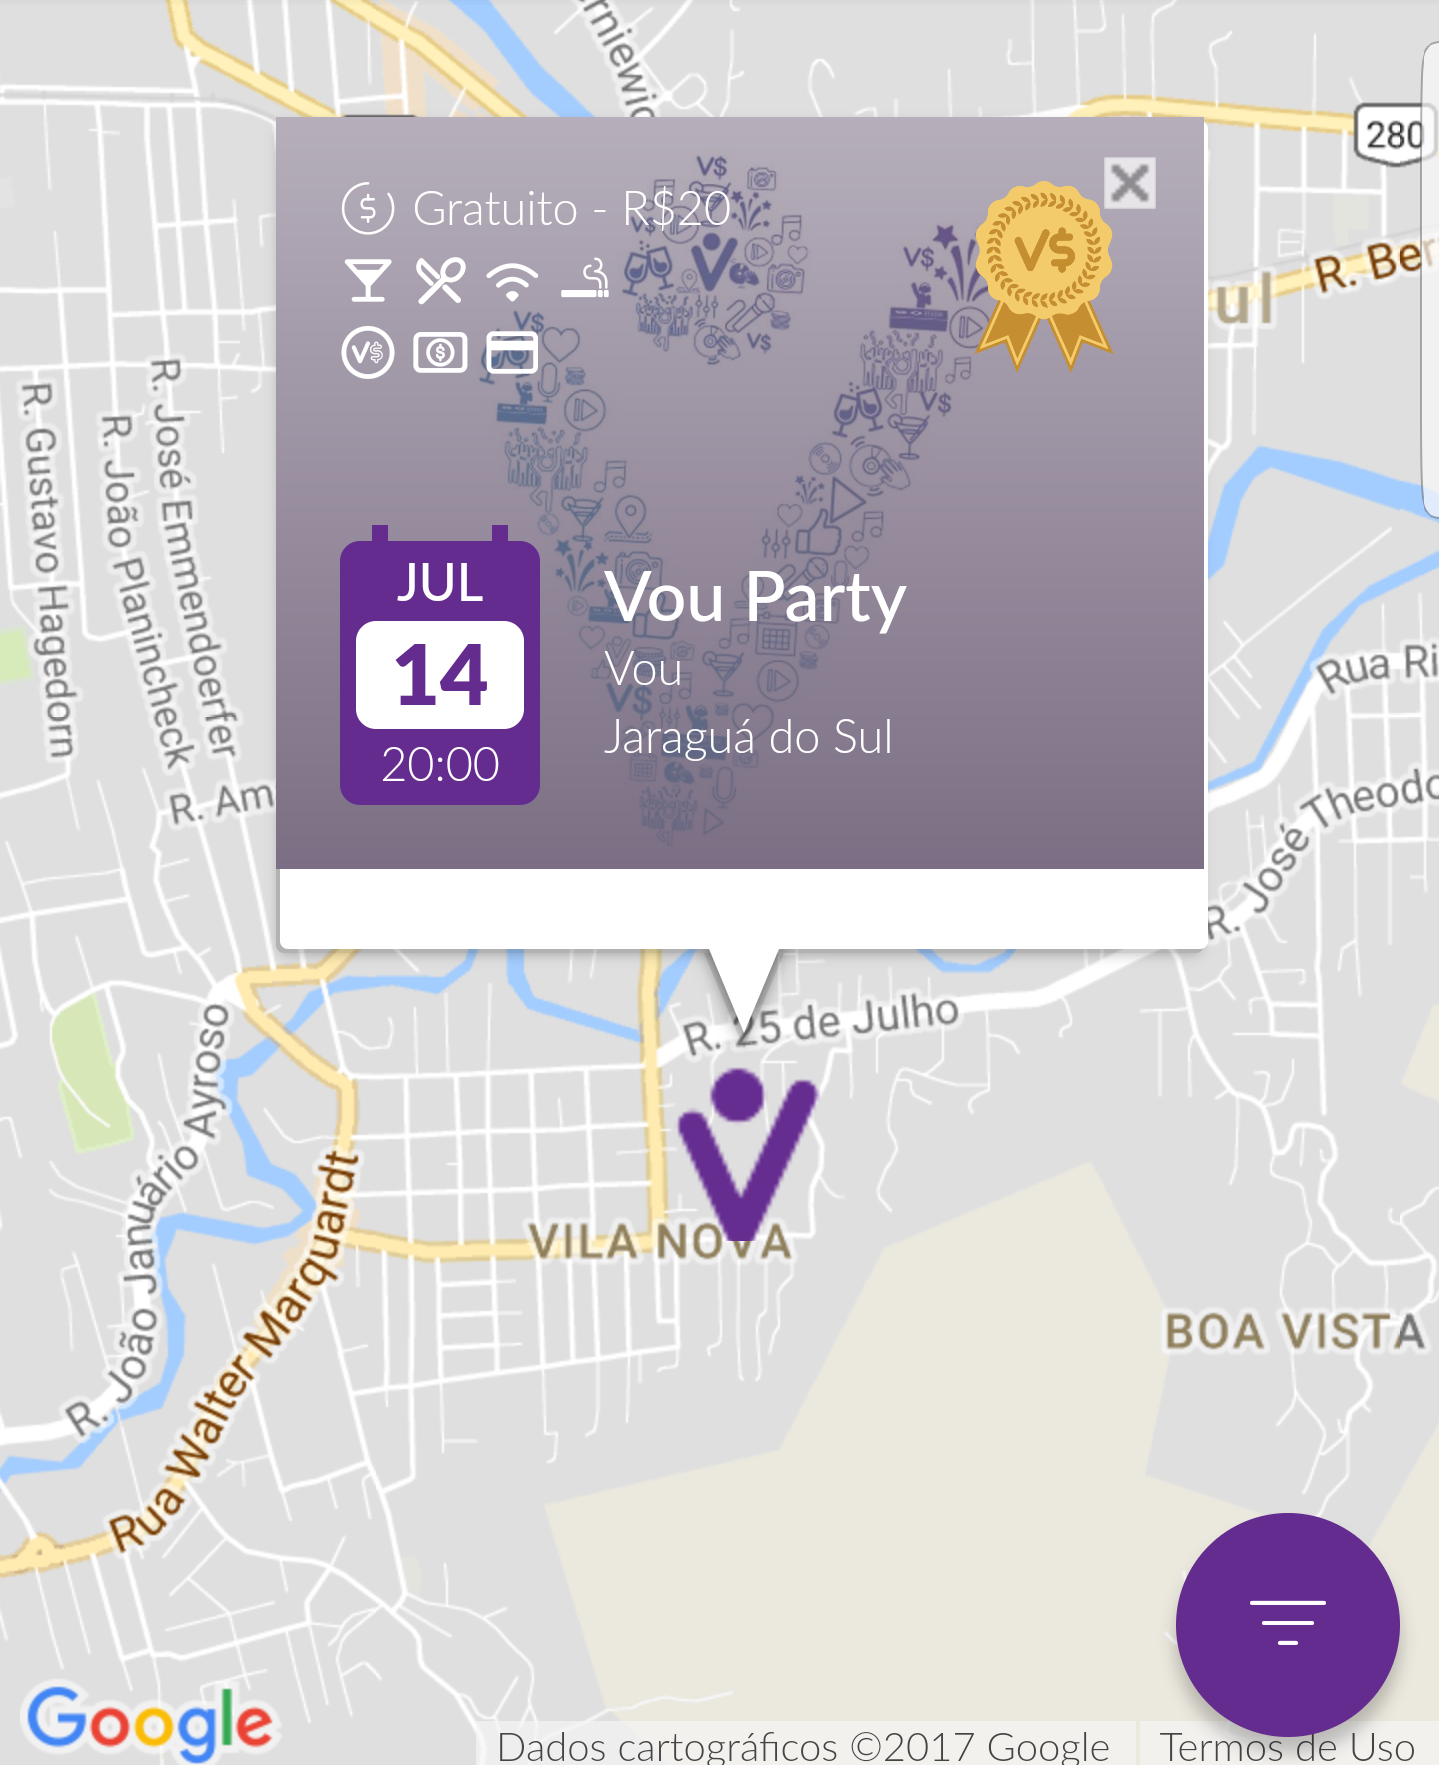 280
Gratuito - R$20
V$
V$
R. Ber
ul
R. José Emmendoerfer
R. João Planincheck
R. Gustavo Hagedorn
JUL
14
20:00
Vou Party
Vou
Jaraguá do Sul
Rua Ri
R. José Theodo
R. Am
R. 25 de Julho
R. João Januário Ayroso
Rua Walter Marquardt
VILA NOVA
BOA VISTA
Google
Dados cartográficos ©2017 Google
Termos de Uso